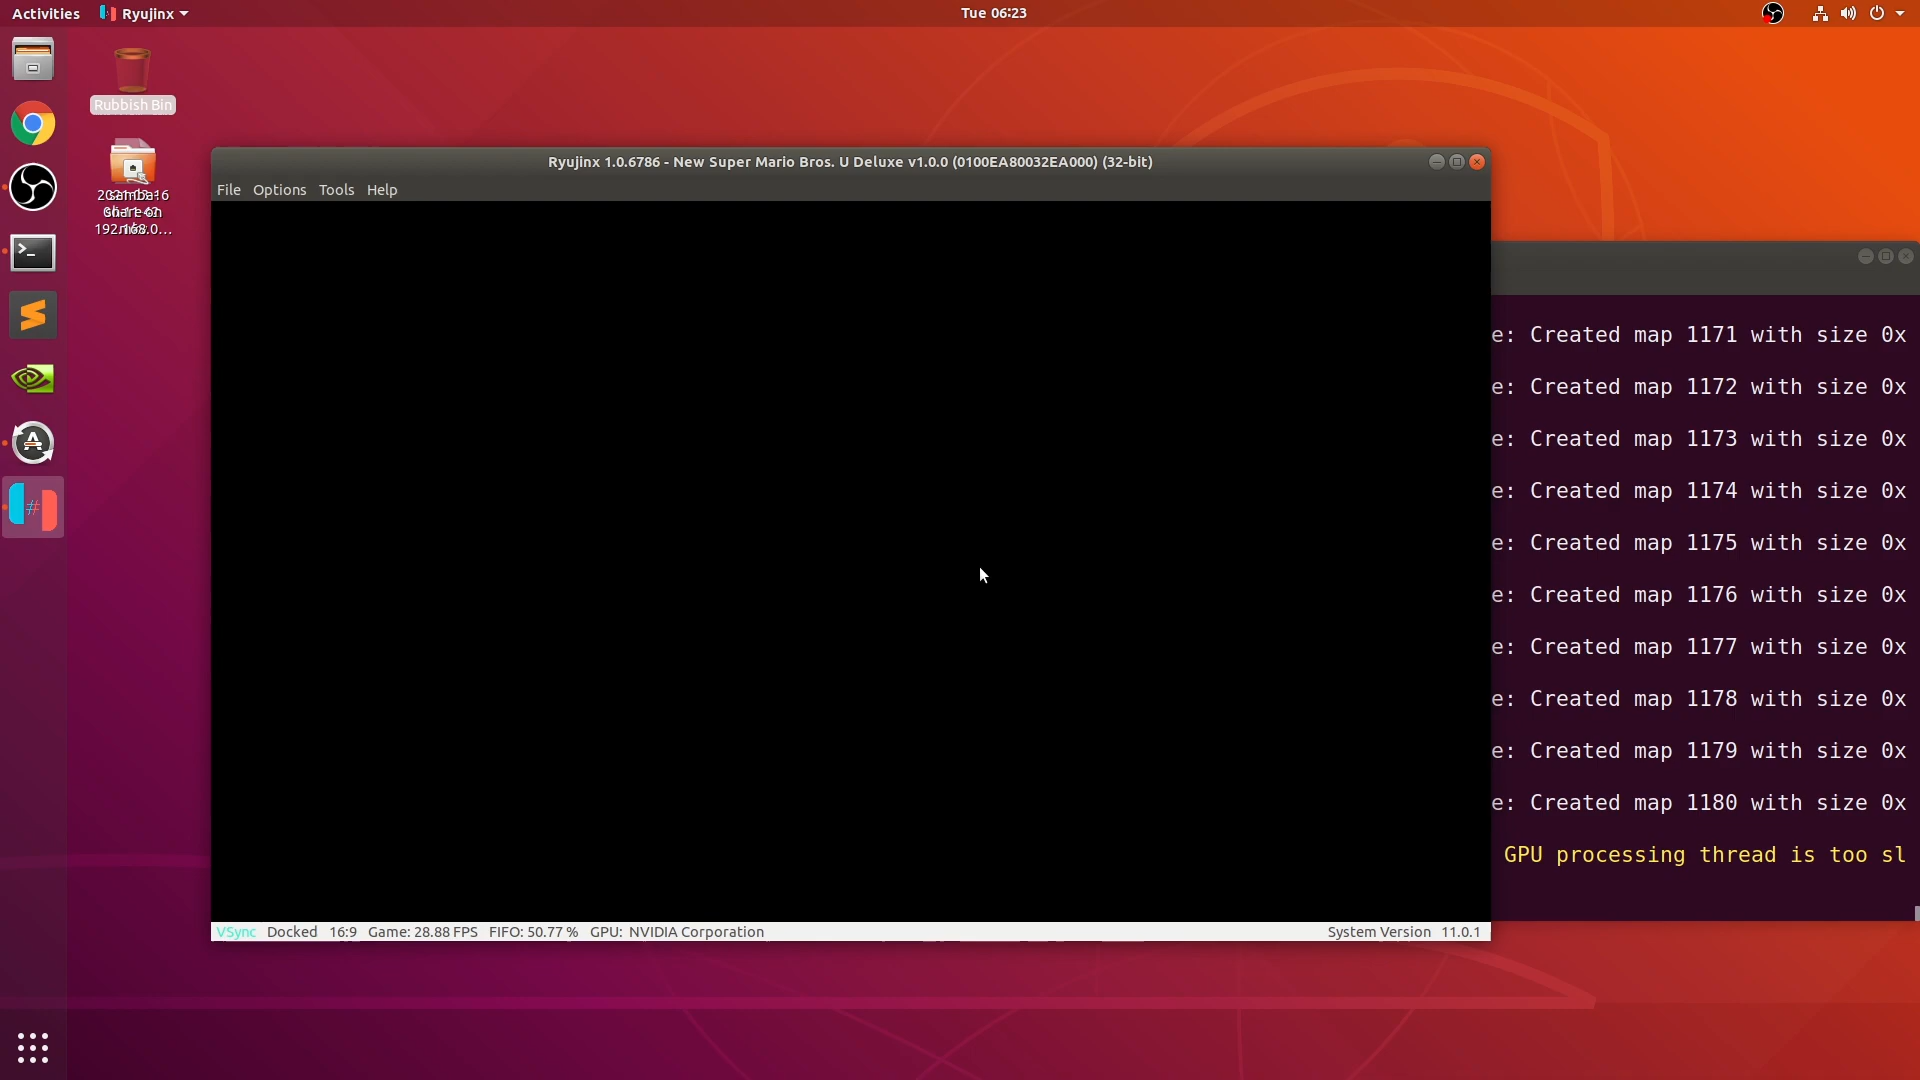 Activities Ryujinx Tue 06:23
Rubbish Bin
192.168.0...
Ryujinx 1.0.6786 - New Super Mario Bros. U Deluxe v1.0.0 (0100EA80032EA000) (32-bit)
File Options Tools Help
e: Created map 1171 with size 0x
e: Created map 1172 with size 0x
e: Created map 1173 with size 0x
e: Created map 1174 with size 0x
e: Created map 1175 with size 0x
e: Created map 1176 with size 0x
e: Created map 1177 with size 0x
e: Created map 1178 with size 0x
e: Created map 1179 with size 0x
e: Created map 1180 with size 0x
GPU processing thread is too sl
VSync Docked 16:9 Game: 28.88 FPS FIFO: 50.77 % GPU: NVIDIA Corporation System Version 11.0.1